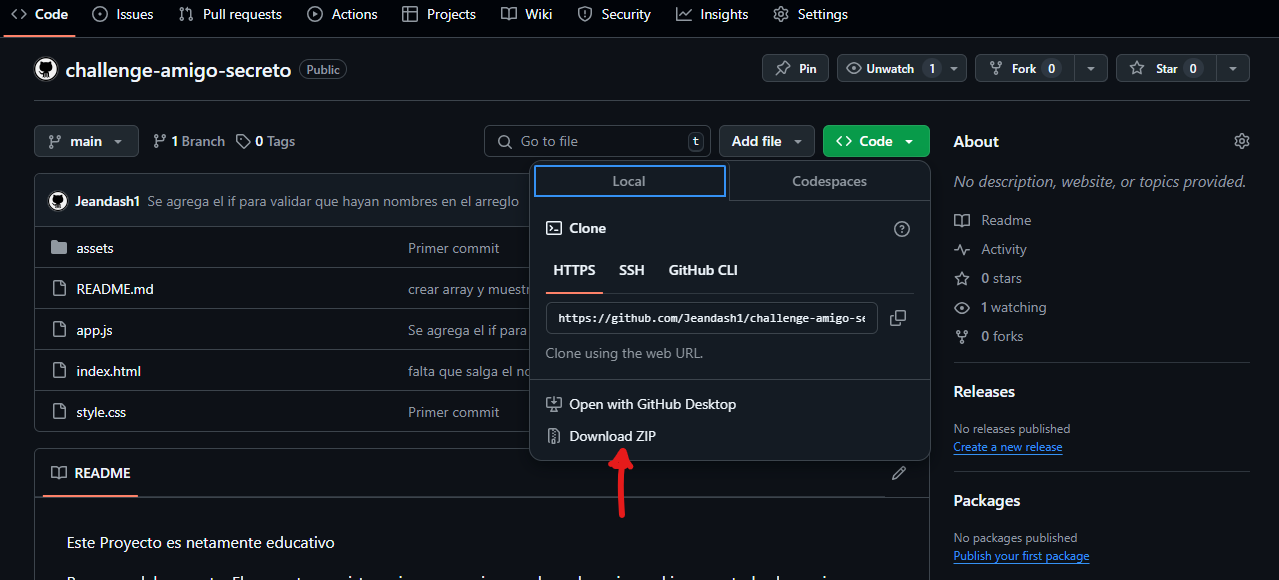 Code Issues Pull requests Actions Projects Wiki Security Insights Settings
challenge-amigo-secreto Public Pin Unwatch 1 Fork 0 Star 0
main 1 Branch 0 Tags Go to file t Add file Code
Local Codespaces
Clone
HTTPS SSH GitHub CLI
https://github.com/Jeandash1/challenge-amigo-se
Clone using the web URL.
Open with GitHub Desktop
Download ZIP
Jeandash1 Se agrega el if para validar que hayan nombres en el arreglo
assets Primer commit
README.md crear array y muestr
app.js Se agrega el if para
index.html falta que salga el no
style.css Primer commit
README
Este Proyecto es netamente educativo
About
No description, website, or topics provided.
Readme
Activity
0 stars
1 watching
0 forks
Releases
No releases published
Create a new release
Packages
No packages published
Publish your first package